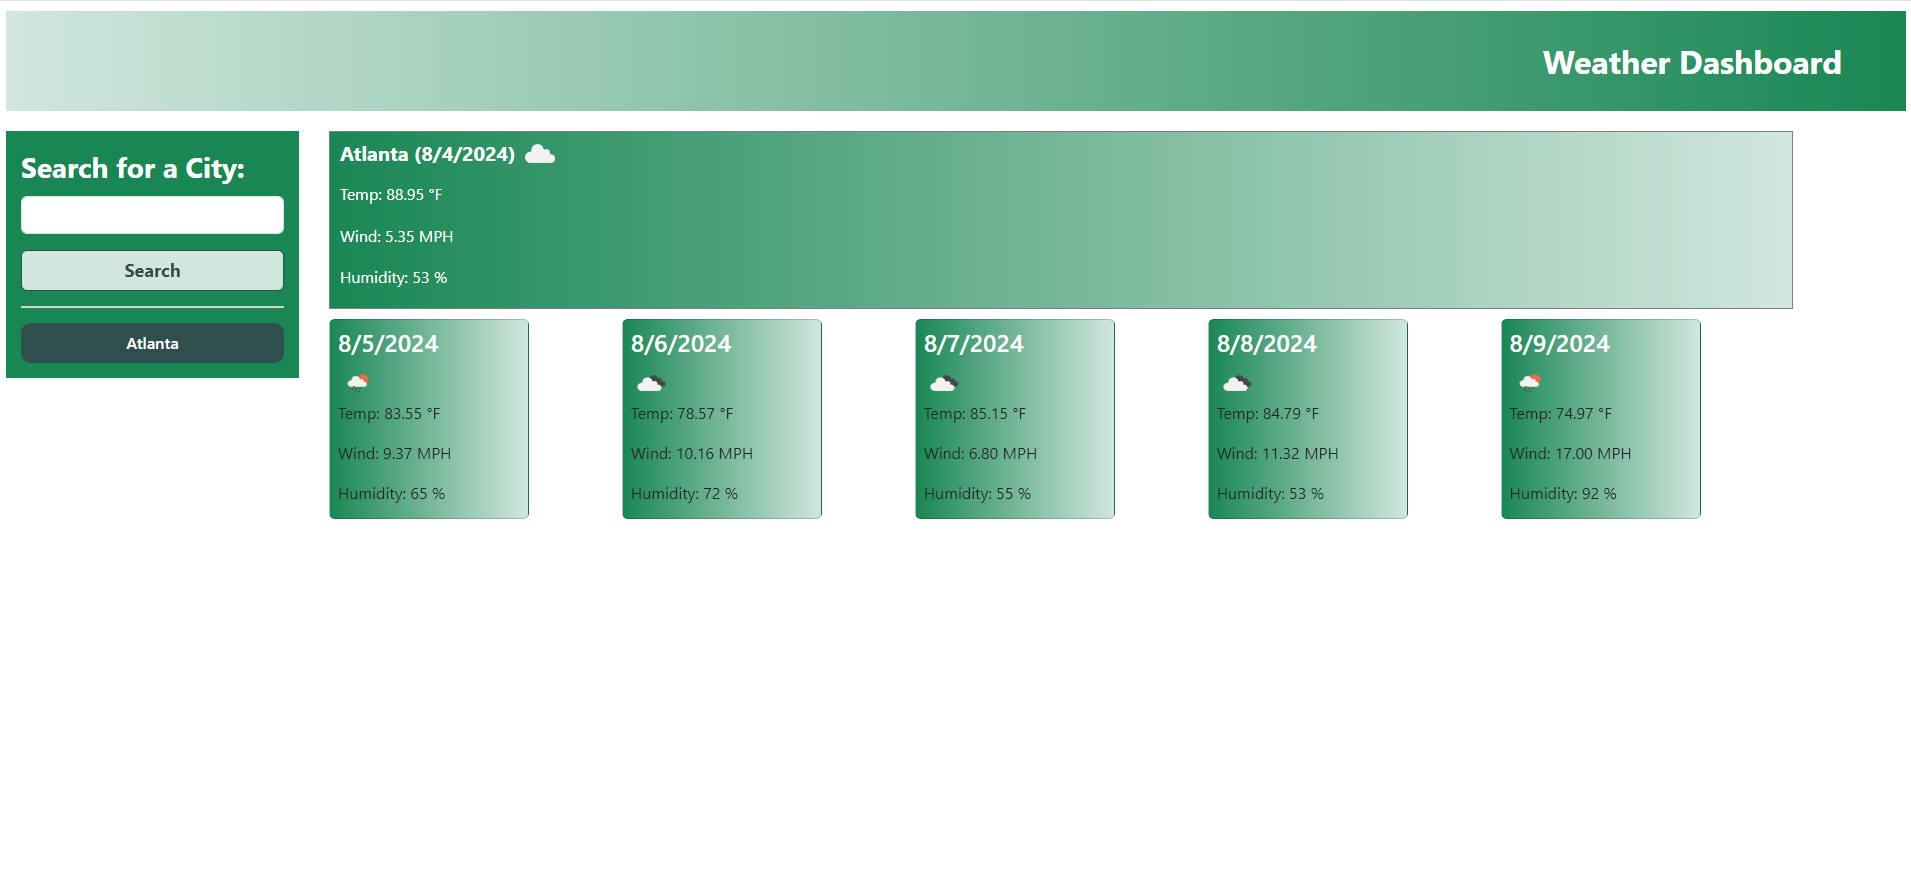 Weather Dashboard
Search for a City:
Search
Atlanta
Atlanta (8/4/2024)
Temp: 88.95 °F
Wind: 5.35 MPH
Humidity: 53 %
8/5/2024
Temp: 83.55 °F
Wind: 9.37 MPH
Humidity: 65 %
8/6/2024
Temp: 78.57 °F
Wind: 10.16 MPH
Humidity: 72 %
8/7/2024
Temp: 85.15 °F
Wind: 6.80 MPH
Humidity: 55 %
8/8/2024
Temp: 84.79 °F
Wind: 11.32 MPH
Humidity: 53 %
8/9/2024
Temp: 74.97 °F
Wind: 17.00 MPH
Humidity: 92 %